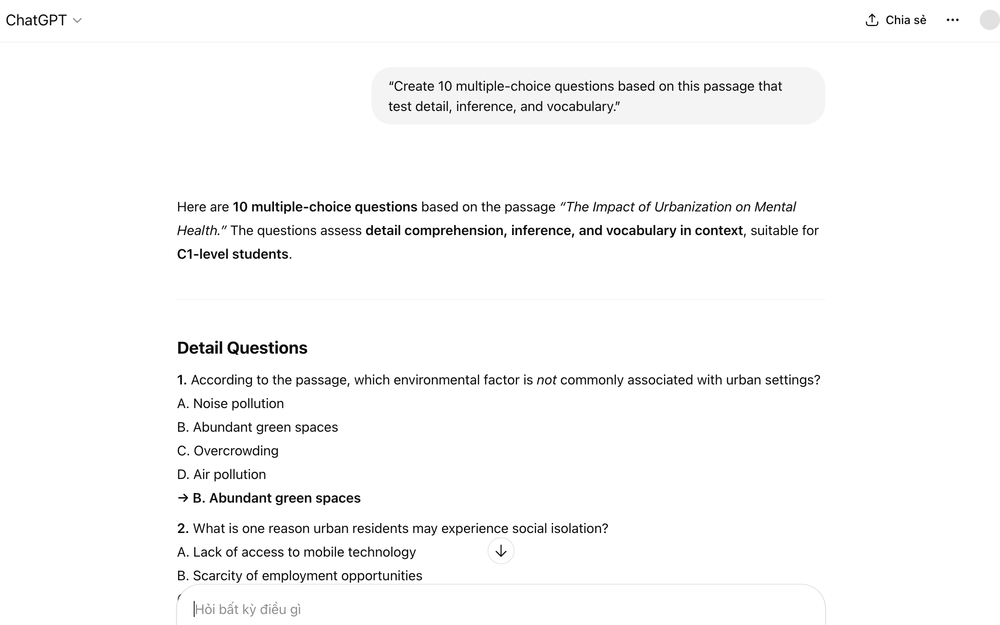 ChatGPT
Chia sẻ
“Create 10 multiple-choice questions based on this passage that
test detail, inference, and vocabulary.”
Here are 10 multiple-choice questions based on the passage “The Impact of Urbanization on Mental
Health.” The questions assess detail comprehension, inference, and vocabulary in context, suitable for
C1-level students.
Detail Questions
1. According to the passage, which environmental factor is not commonly associated with urban settings?
A. Noise pollution
B. Abundant green spaces
C. Overcrowding
D. Air pollution
→ B. Abundant green spaces
2. What is one reason urban residents may experience social isolation?
A. Lack of access to mobile technology
B. Scarcity of employment opportunities
Hỏi bất kỳ điều gì